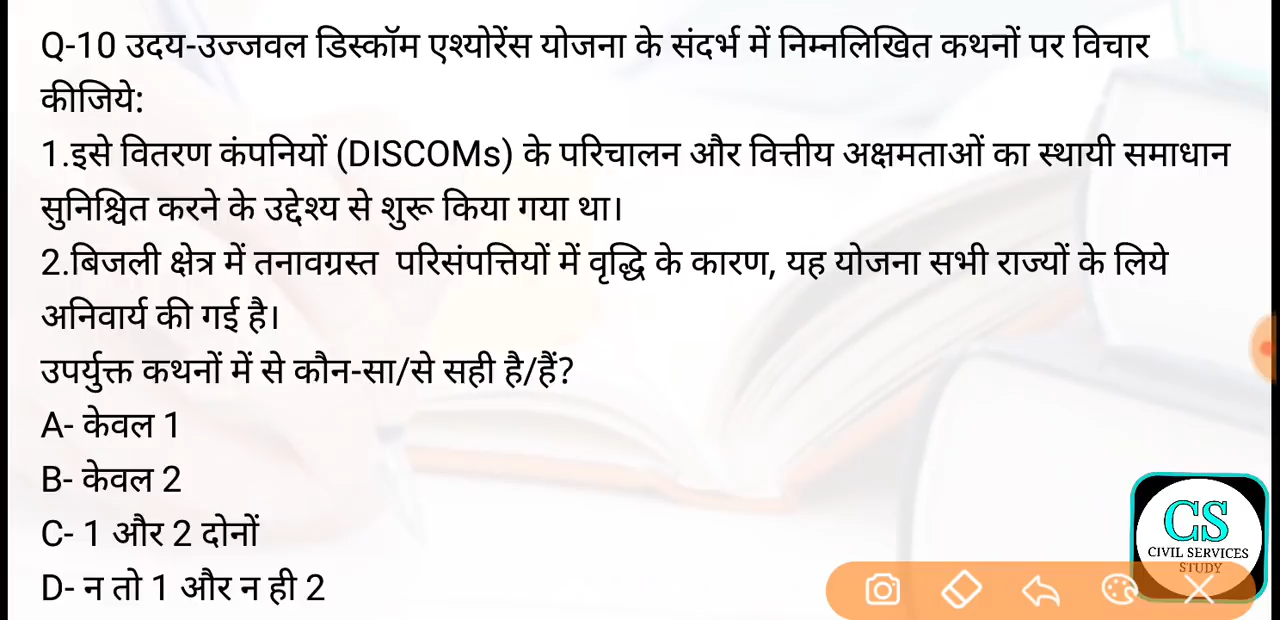 Q-10 उदय-उज्जवल डिस्कॉम एश्योरेंस योजना के संदर्भ में निम्नलिखित कथनों पर विचार
कीजिये:
1.इसे वितरण कंपनियों (DISCOMs) के परिचालन और वित्तीय अक्षमताओं का स्थायी समाधान
सुनिश्चित करने के उद्देश्य से शुरू किया गया था।
2.बिजली क्षेत्र में तनावग्रस्त परिसंपत्तियों में वृद्धि के कारण, यह योजना सभी राज्यों के लिये
अनिवार्य की गई है।
उपर्युक्त कथनों में से कौन-सा/से सही है/हैं?
A- केवल 1
B- केवल 2
C- 1 और 2 दोनों
D- न तो 1 और न ही 2
CS
CIVIL SERVICES
STUDY